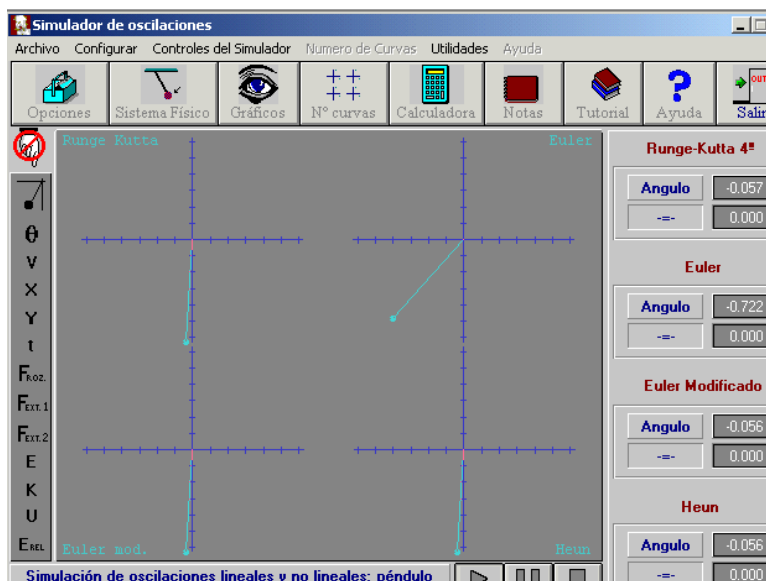 Simulador de oscilaciones
Archivo Configurar Controles del Simulador Numero de Curvas Utilidades Ayuda
OUT
Opciones Sistema Físico Gráficos Nº curvas Calculadora Notas Tutorial Ayuda Salir
Runge Kutta Euler
θ
V
X
Y
t
FROZ.
FEXT.1
FEXT.2
E
K
U
EREL
Euler mod. Heun
Runge-Kutta 4ª
Angulo -0.057
-=- 0.000
Euler
Angulo -0.722
-=- 0.000
Euler Modificado
Angulo -0.056
-=- 0.000
Heun
Angulo -0.056
-=- 0.000
Simulación de oscilaciones lineales y no lineales: péndulo